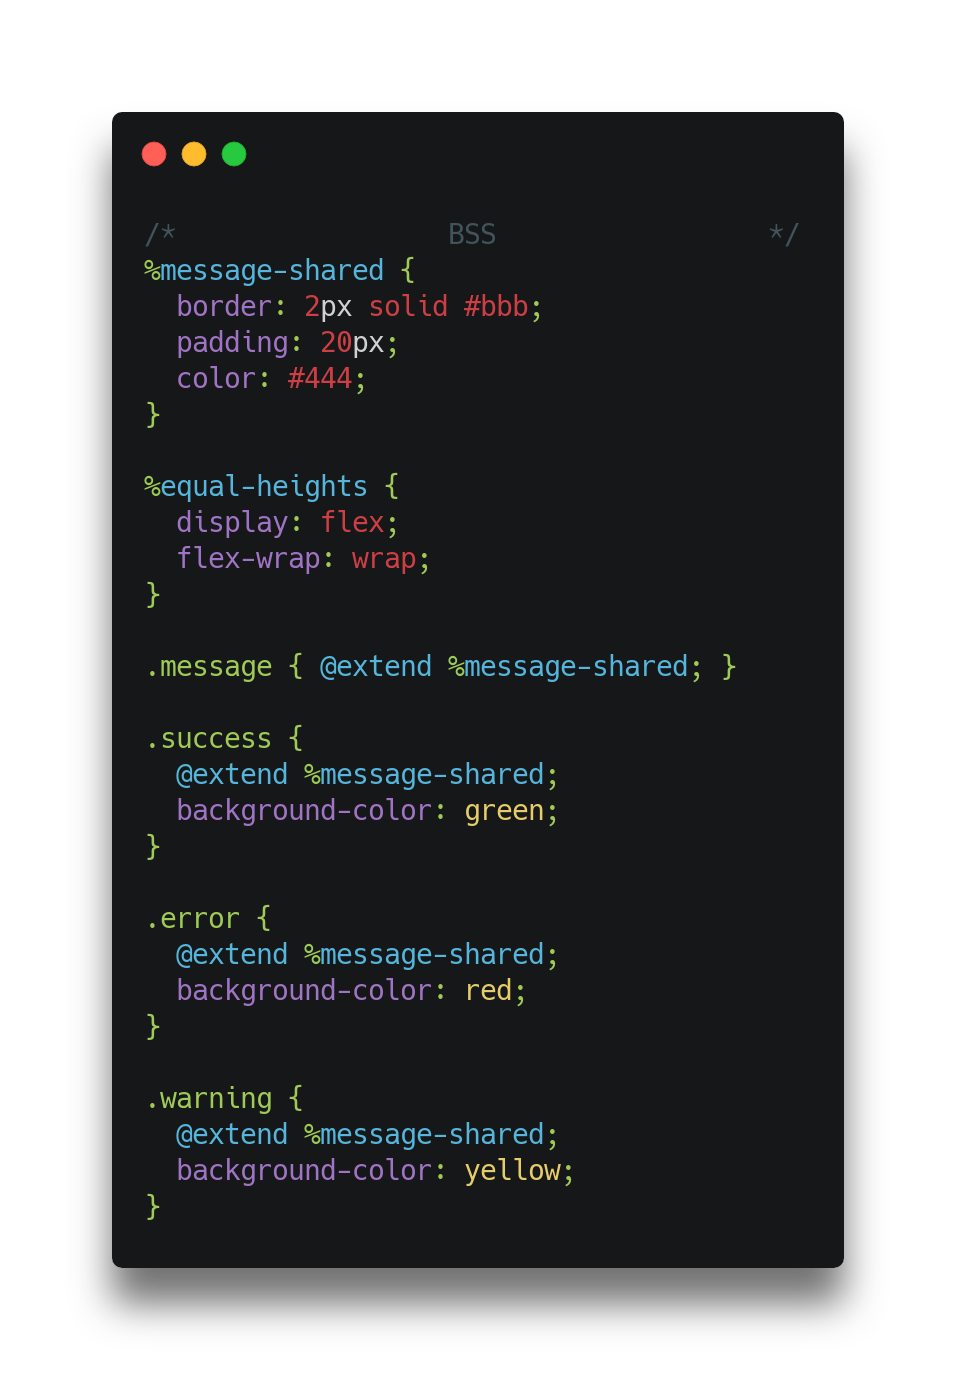 /*                 BSS                 */
%message-shared {
  border: 2px solid #bbb;
  padding: 20px;
  color: #444;
}

%equal-heights {
  display: flex;
  flex-wrap: wrap;
}

.message { @extend %message-shared; }

.success {
  @extend %message-shared;
  background-color: green;
}

.error {
  @extend %message-shared;
  background-color: red;
}

.warning {
  @extend %message-shared;
  background-color: yellow;
}